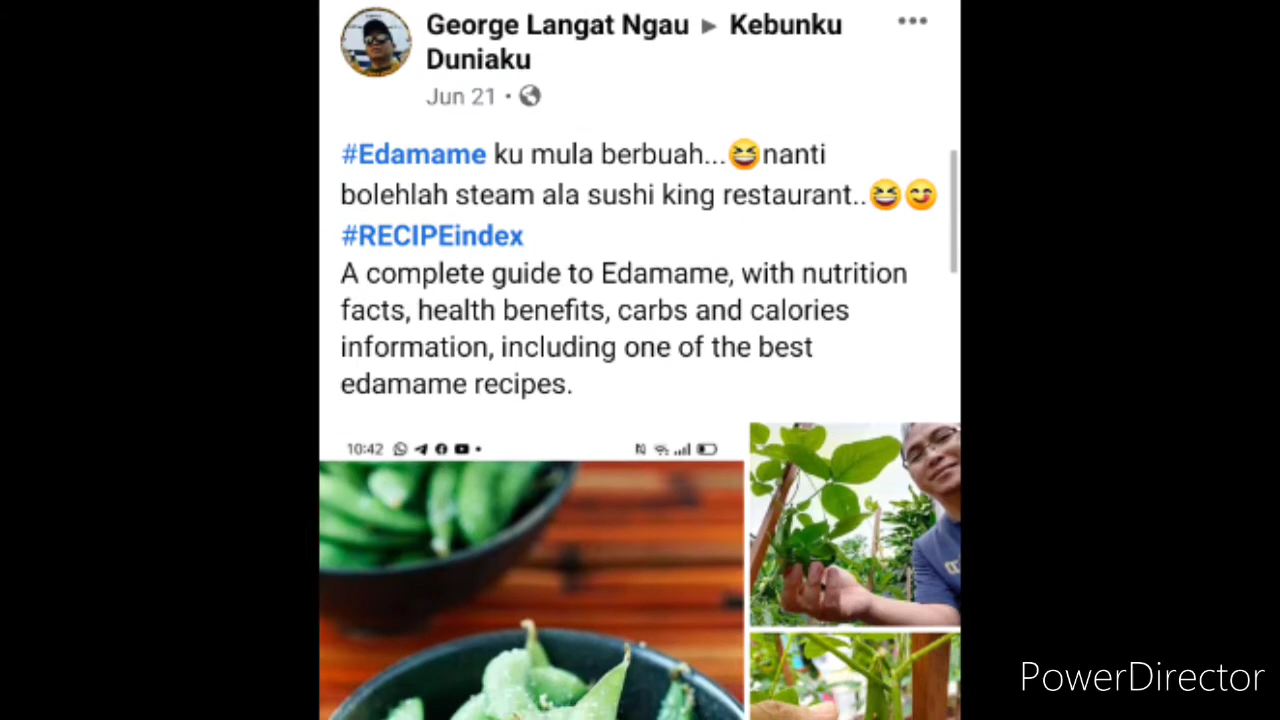 George Langat Ngau ▸ Kebunku
Duniaku
Jun 21 ·
#Edamame ku mula berbuah...😆nanti
bolehlah steam ala sushi king restaurant..😆😋
#RECIPEindex
A complete guide to Edamame, with nutrition
facts, health benefits, carbs and calories
information, including one of the best
edamame recipes.
10:42
PowerDirector